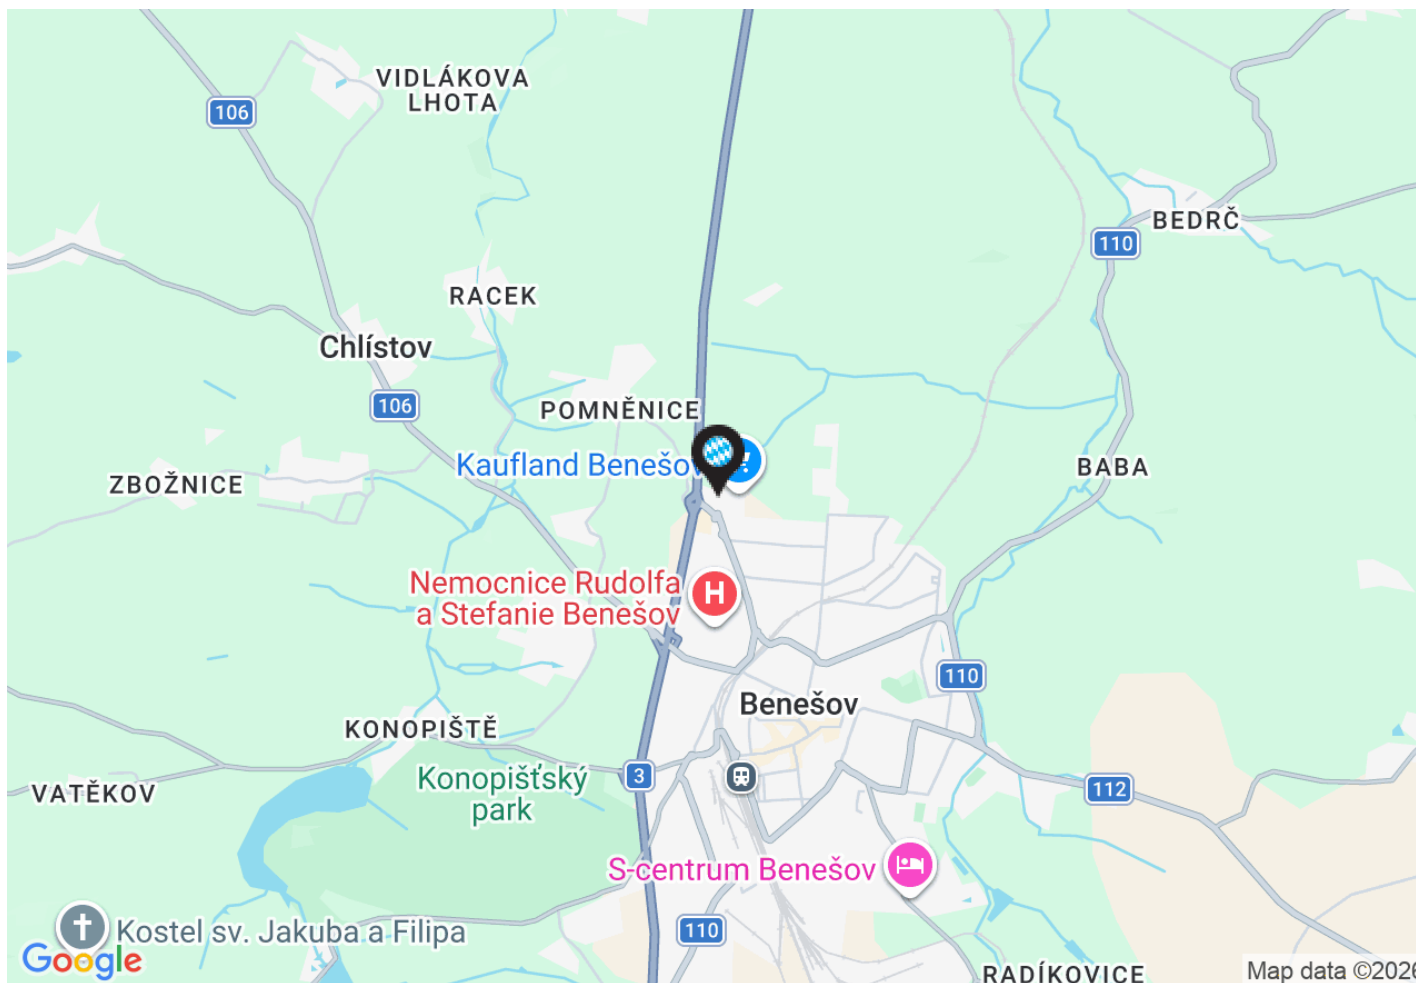 VIDLÁKOVA
LHOTA
106
BEDRČ
110
RACEK
Chlístov
106
POMNĚNICE
Kaufland Benešov
BABA
ZBOŽNICE
Nemocnice Rudolfa
a Stefanie Benešov
H
110
Benešov
KONOPIŠTĚ
Konopišťský
park
3
VATĚKOV
112
S-centrum Benešov
Kostel sv. Jakuba a Filipa
110
Google
RADÍKOVICE
Map data ©2026